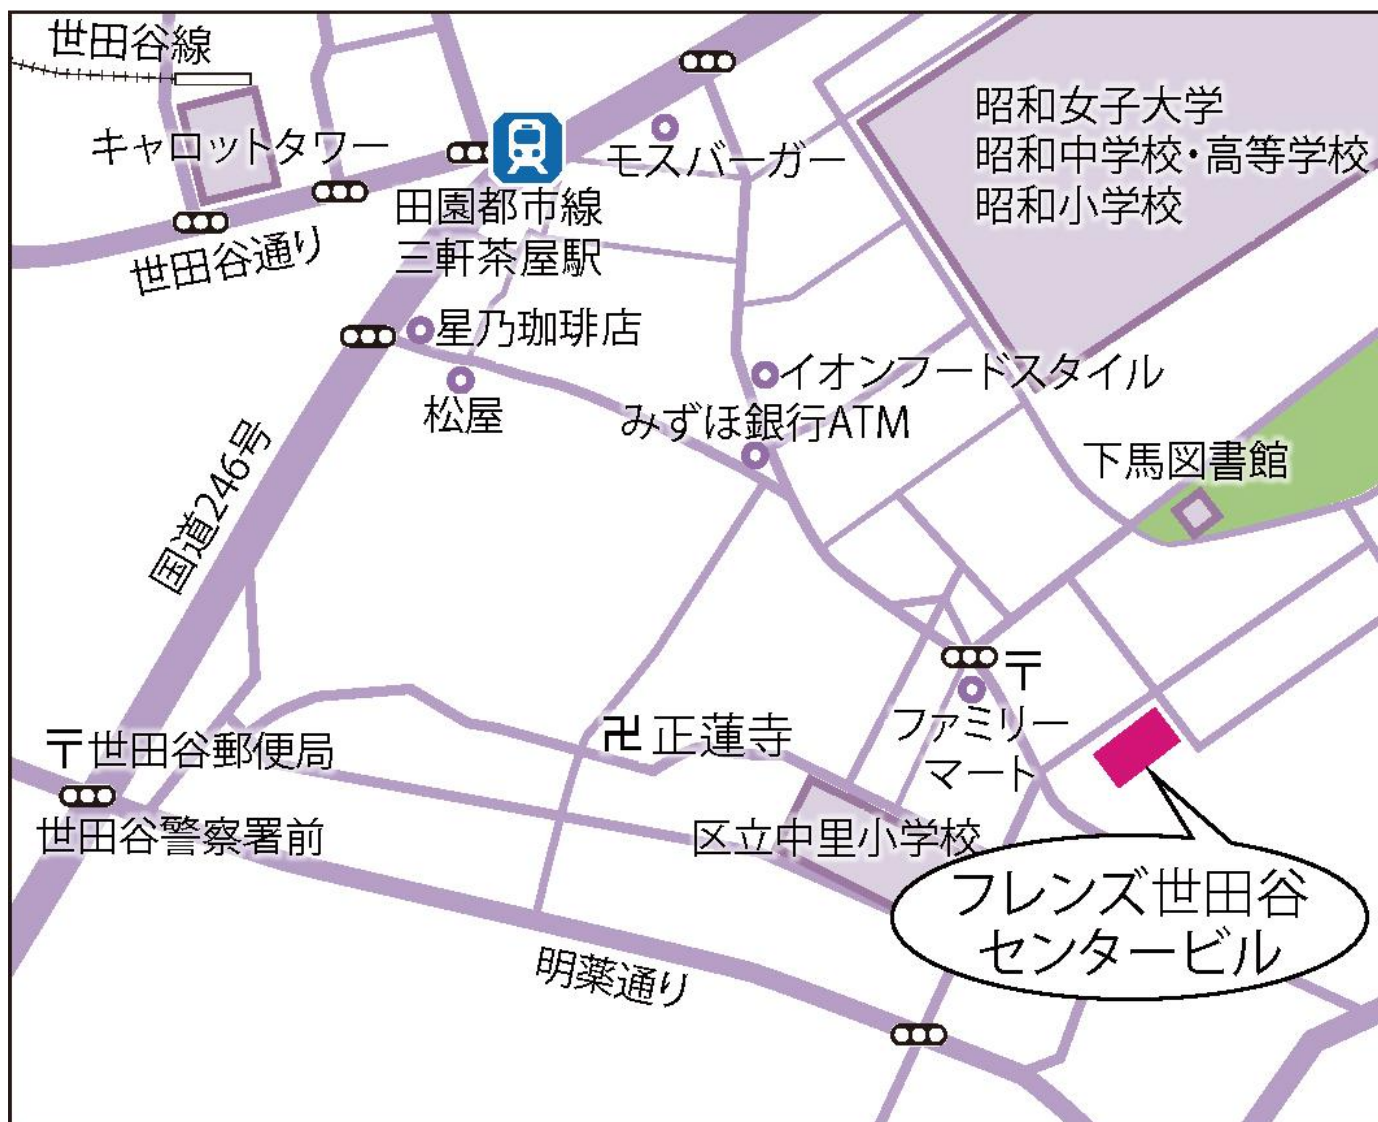 世田谷線
キャロットタワー
世田谷通り
田園都市線
三軒茶屋駅
モスバーガー
昭和女子大学
昭和中学校・高等学校
昭和小学校
星乃珈琲店
松屋
イオンフードスタイル
みずほ銀行ATM
下馬図書館
国道246号
〒
ファミリー
マート
卍 正蓮寺
〒世田谷郵便局
世田谷警察署前
区立中里小学校
フレンズ世田谷
センタービル
明薬通り